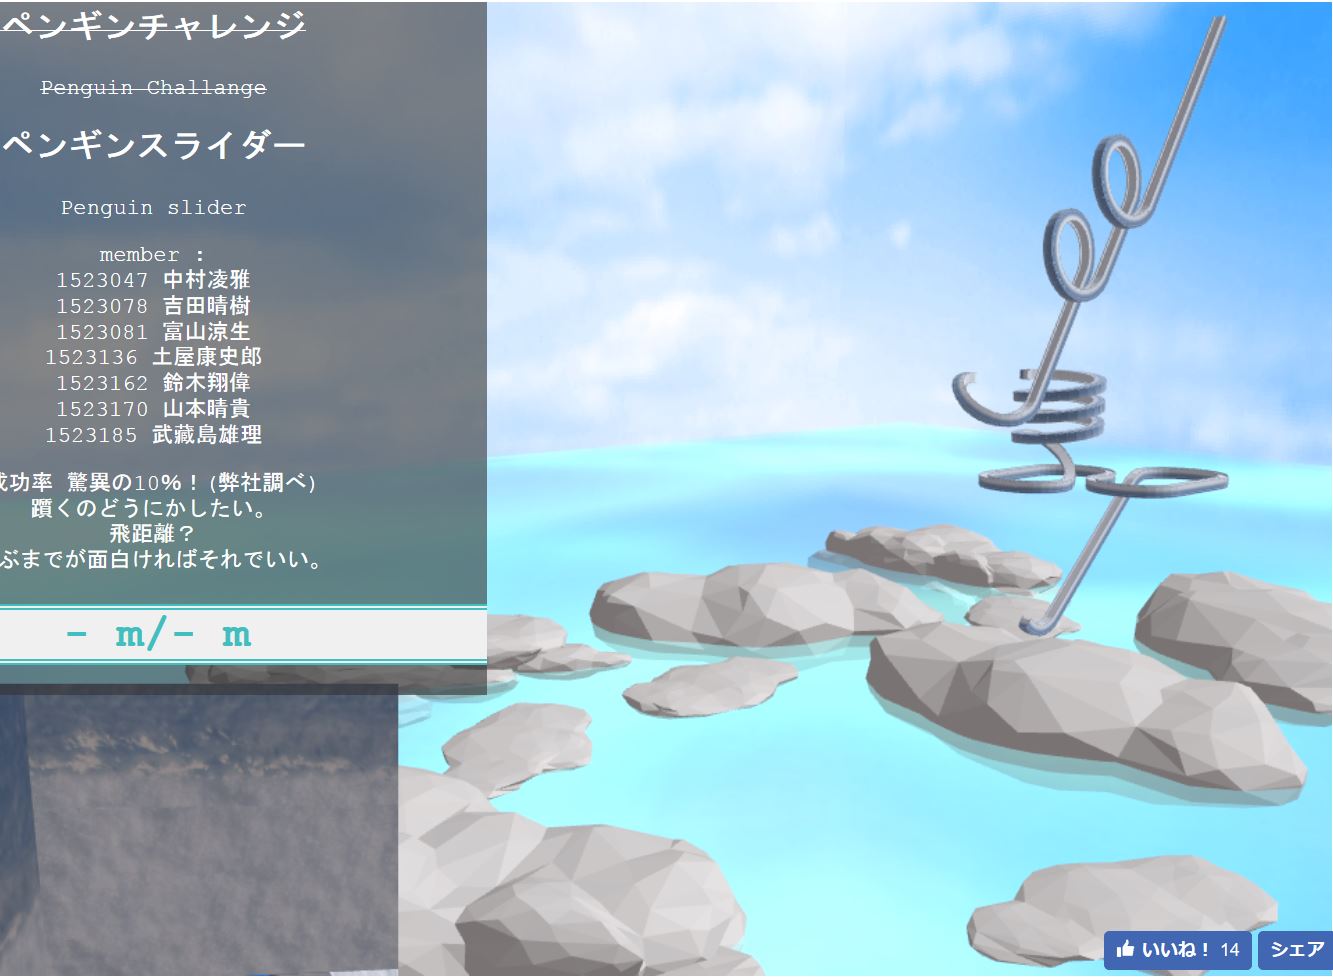 ペンギンチャレンジ
Penguin Challange
ペンギンスライダー
Penguin slider
member :
1523047 中村凌雅
1523078 吉田晴樹
1523081 富山涼生
1523136 土屋康史郎
1523162 鈴木翔偉
1523170 山本晴貴
1523185 武藏島雄理
成功率 驚異の10%！(弊社調べ)
躓くのどうにかしたい。
飛距離？
ぶまでが面白ければそれでいい。
- m/- m
いいね！ 14
シェア